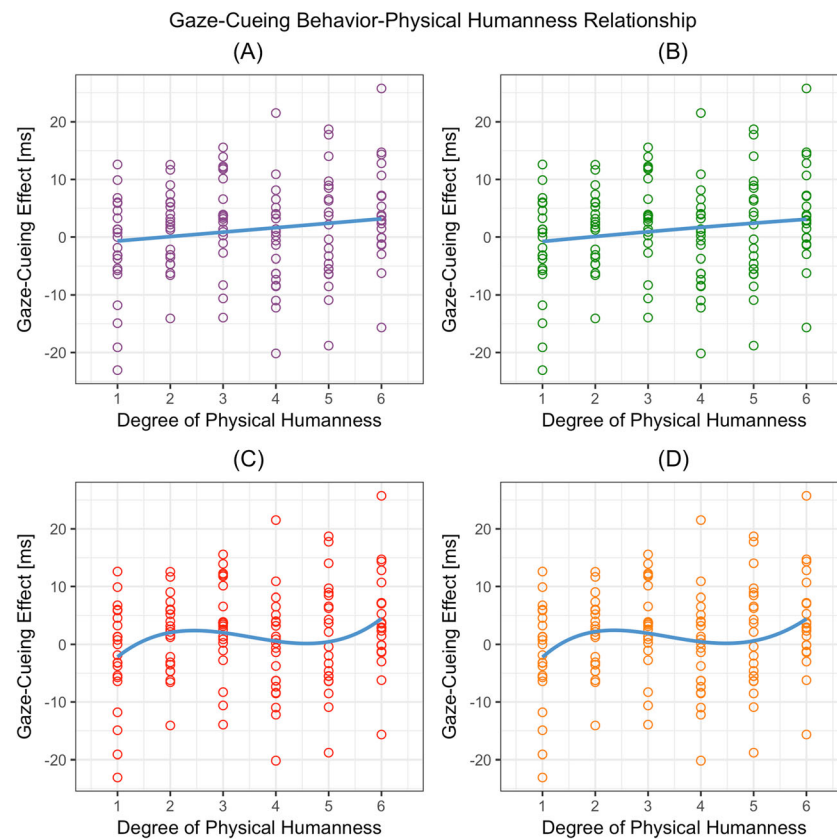 Gaze-Cueing Behavior-Physical Humanness Relationship
(A)
Gaze-Cueing Effect [ms]
20
10
0
-10
-20
1 2 3 4 5 6
Degree of Physical Humanness
(B)
Gaze-Cueing Effect [ms]
20
10
0
-10
-20
1 2 3 4 5 6
Degree of Physical Humanness
(C)
Gaze-Cueing Effect [ms]
20
10
0
-10
-20
1 2 3 4 5 6
Degree of Physical Humanness
(D)
Gaze-Cueing Effect [ms]
20
10
0
-10
-20
1 2 3 4 5 6
Degree of Physical Humanness